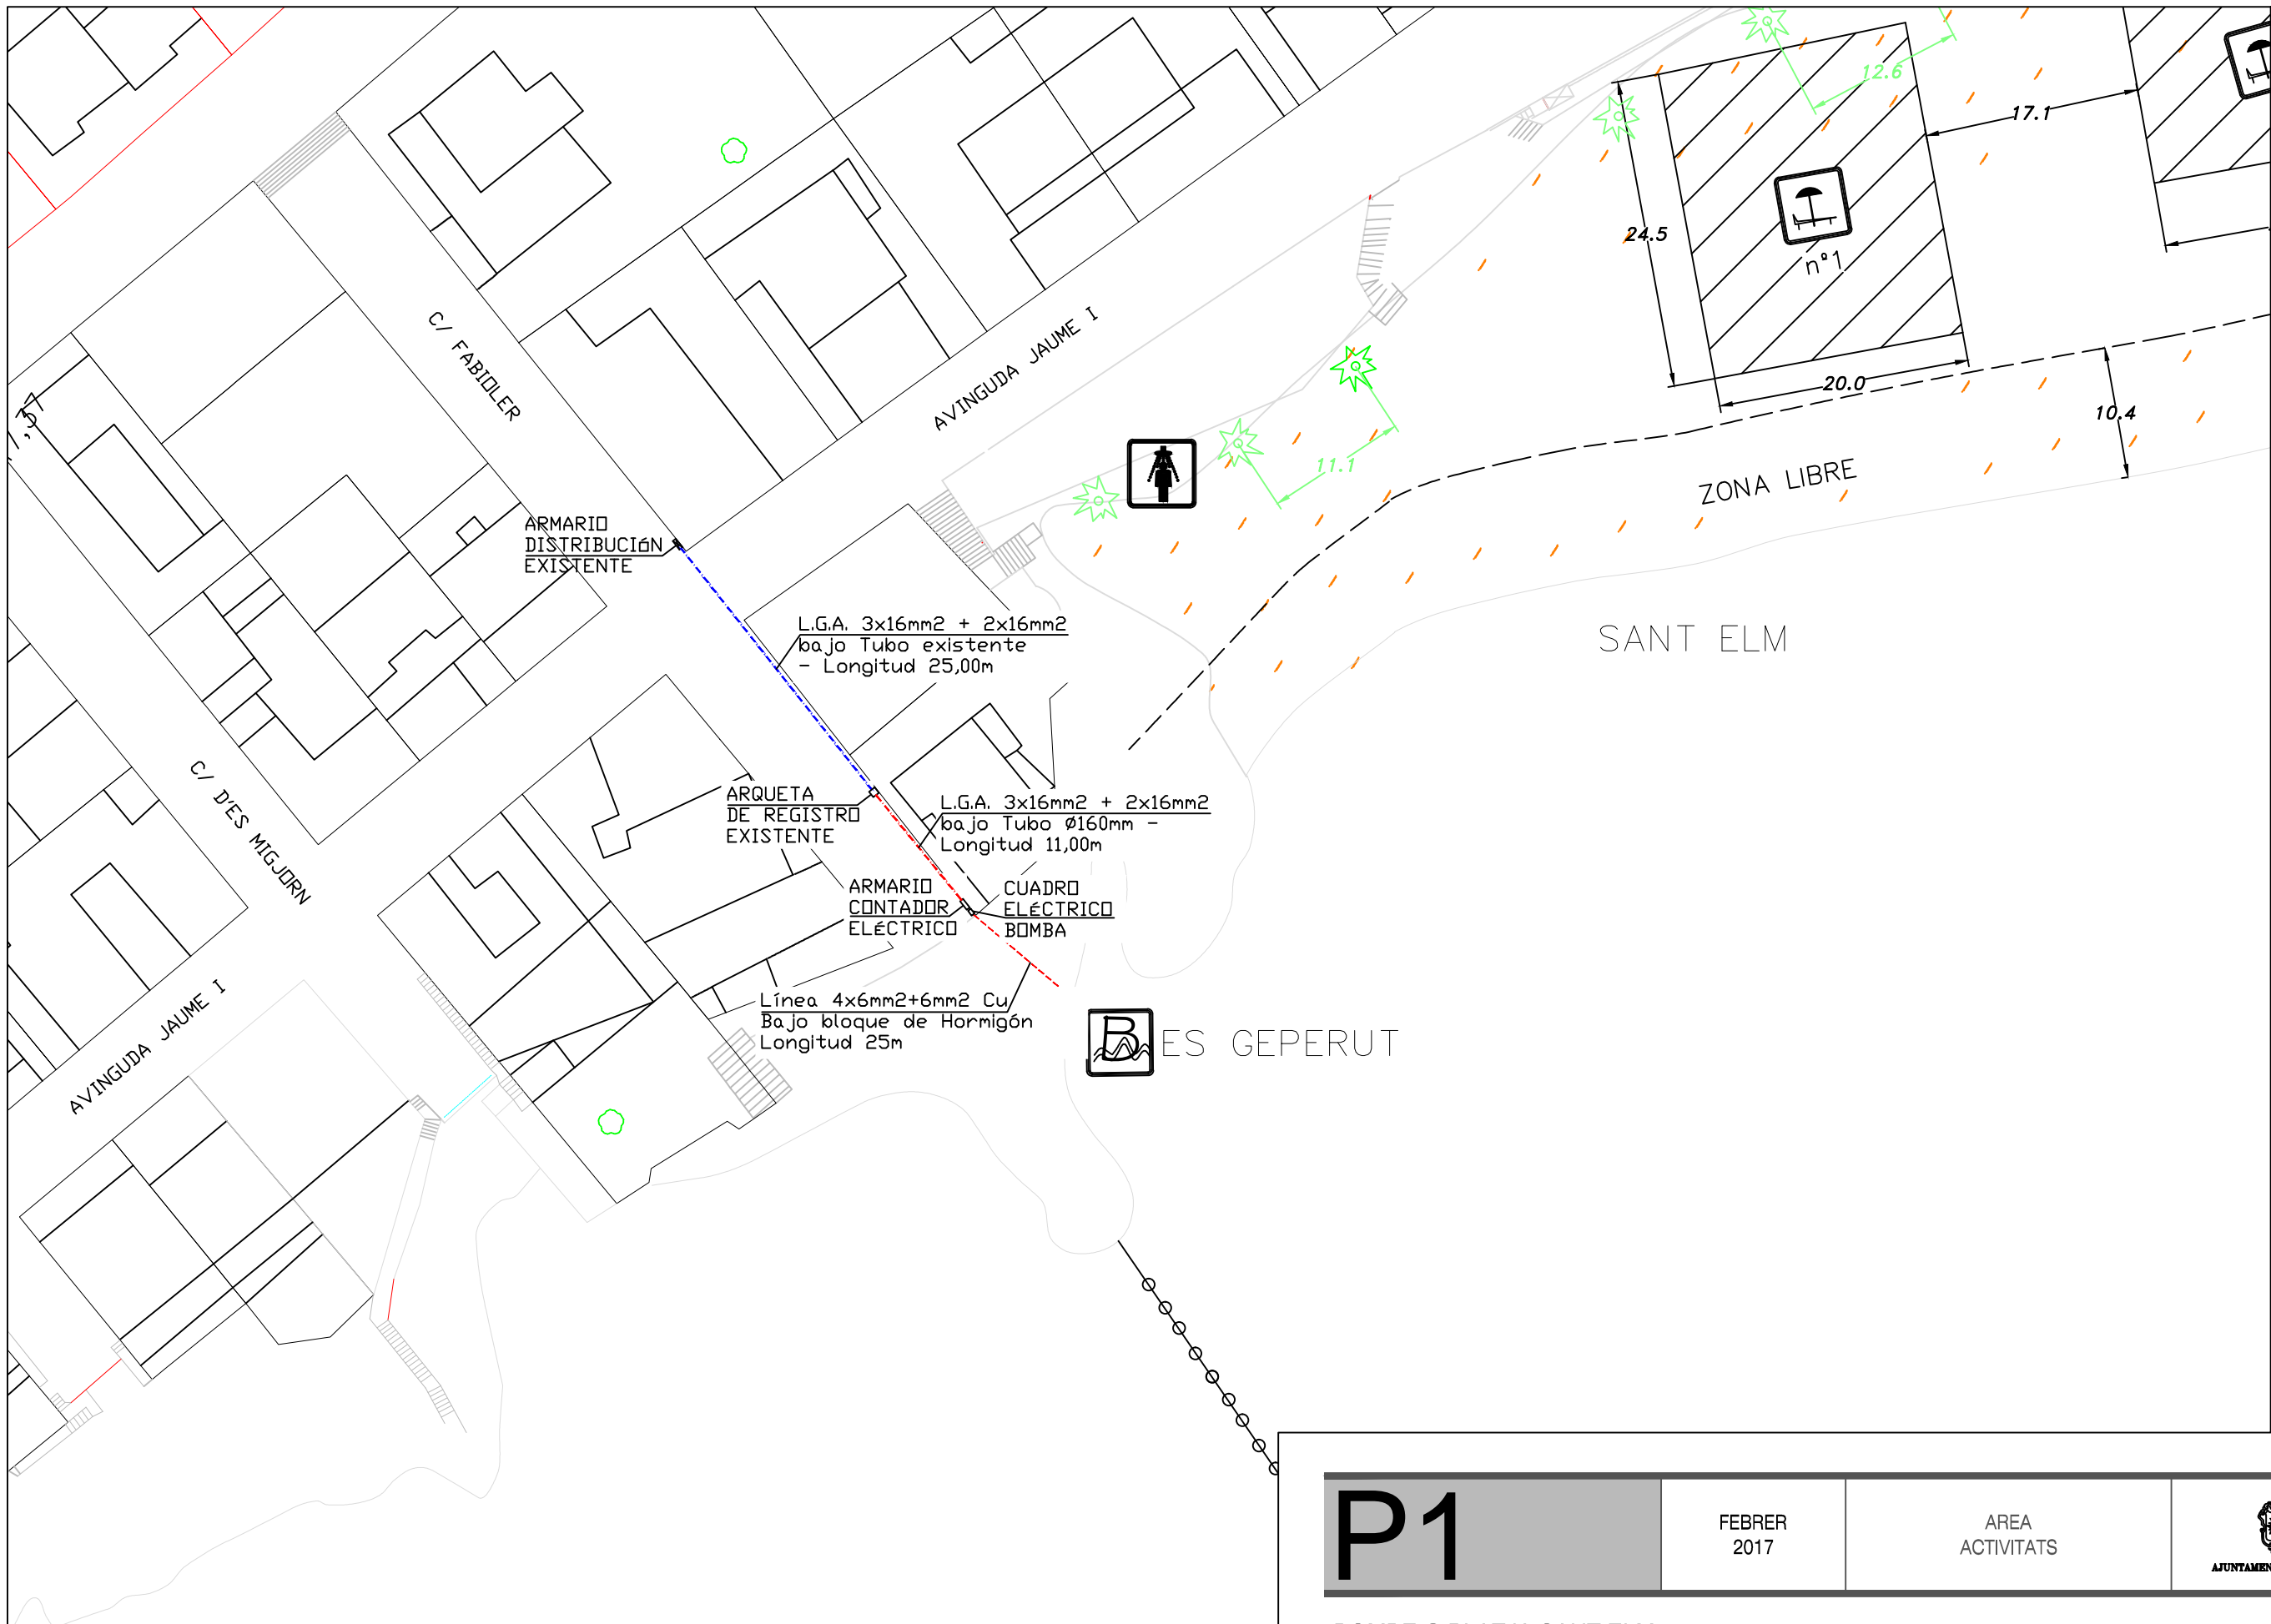 12.6
17.1
24.5
n°1
20.0
10.4
C/ FABIOLER
AVINGUDA JAUME I
11.1
ZONA LIBRE
SANT ELM
ARMARIO
DISTRIBUCIóN
EXISTENTE
L.G.A. 3x16mm2 + 2x16mm2
bajo Tubo existente
- Longitud 25,00m
ARQUETA
DE REGISTRO
EXISTENTE
L.G.A. 3x16mm2 + 2x16mm2
bajo Tubo Ø160mm -
Longitud 11,00m
C/ D'ES MIGJORN
ARMARIO
CONTADOR
ELéCTRICO
CUADRO
ELéCTRICO
BOMBA
Línea 4x6mm2+6mm2 Cu
Bajo bloque de Hormigón
Longitud 25m
AVINGUDA JAUME I
B
ES GEPERUT
P1
FEBRER
2017
AREA
ACTIVITATS